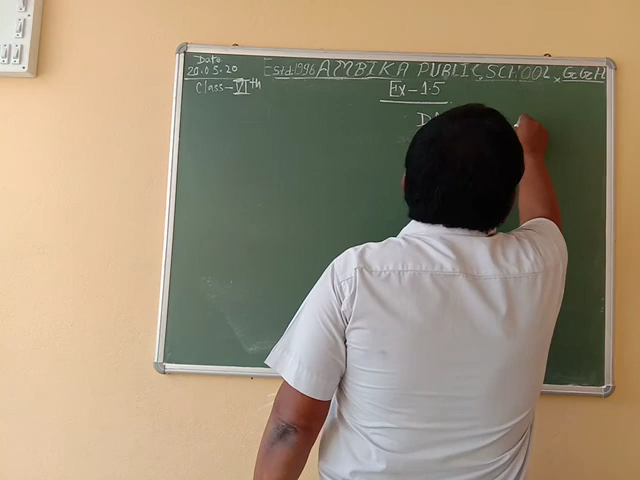 Date
20.05.20
Estd.1996 AMBIKA PUBLIC SCHOOL, GZB
Class-VIth
Ex-1.5